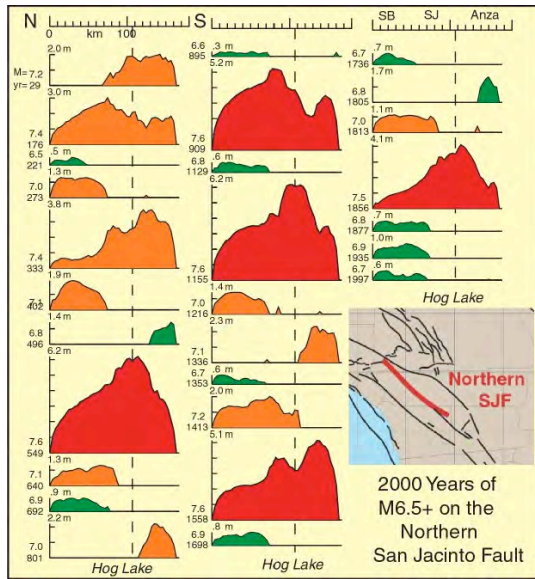 N S
0 km 100
2.0 m
M=7.2
yr=29
3.0 m
7.4
176
6.5 .5 m
221
1.3 m
7.0
273
3.8 m
7.4
333
1.9 m
7.1
402
1.4 m
6.8
496
6.2 m
7.6
549
1.3 m
7.1
640
.9 m
6.9
692
2.2 m
7.0
801
Hog Lake
6.6 .3 m
895
5.2 m
7.6
909
6.8 .6 m
1129
6.2 m
7.6
1155
1.4 m
7.0
1216
2.3 m
7.1
1336
6.7 .6 m
1353
2.0 m
7.2
1413
5.1 m
7.6
1558
.8 m
6.9
1698
Hog Lake
SB SJ Anza
6.7 .7 m
1736
1.7 m
6.8
1805
1.1 m
7.0
1813
4.1 m
7.5
1856
6.8 .7 m
1877
1.0 m
6.9
1935
6.7 .6 m
1997
Hog Lake
Northern
SJF
2000 Years of
M6.5+ on the
Northern
San Jacinto Fault